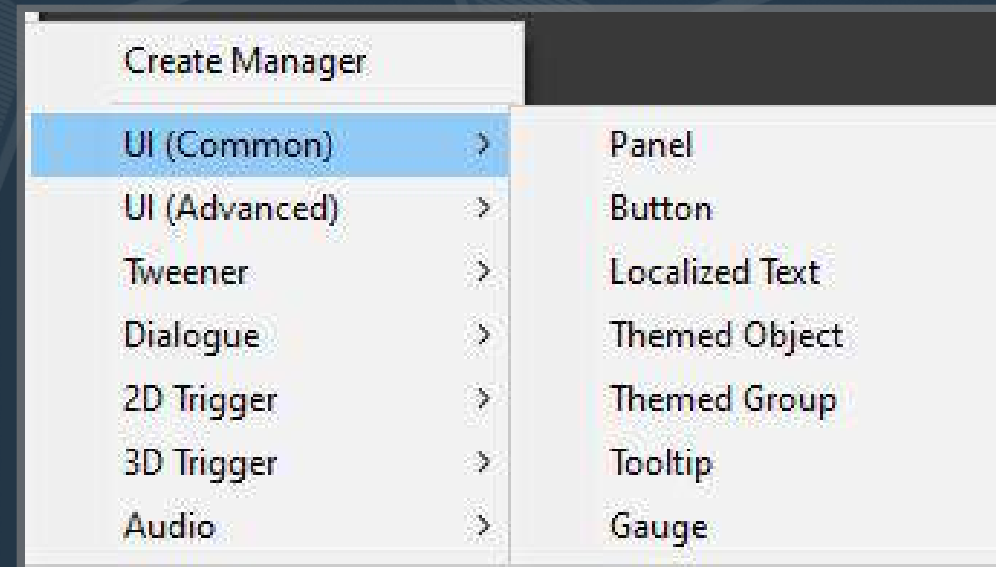 Create Manager
UI (Common)
UI (Advanced)
Tweener
Dialogue
2D Trigger
3D Trigger
Audio
Panel
Button
Localized Text
Themed Object
Themed Group
Tooltip
Gauge